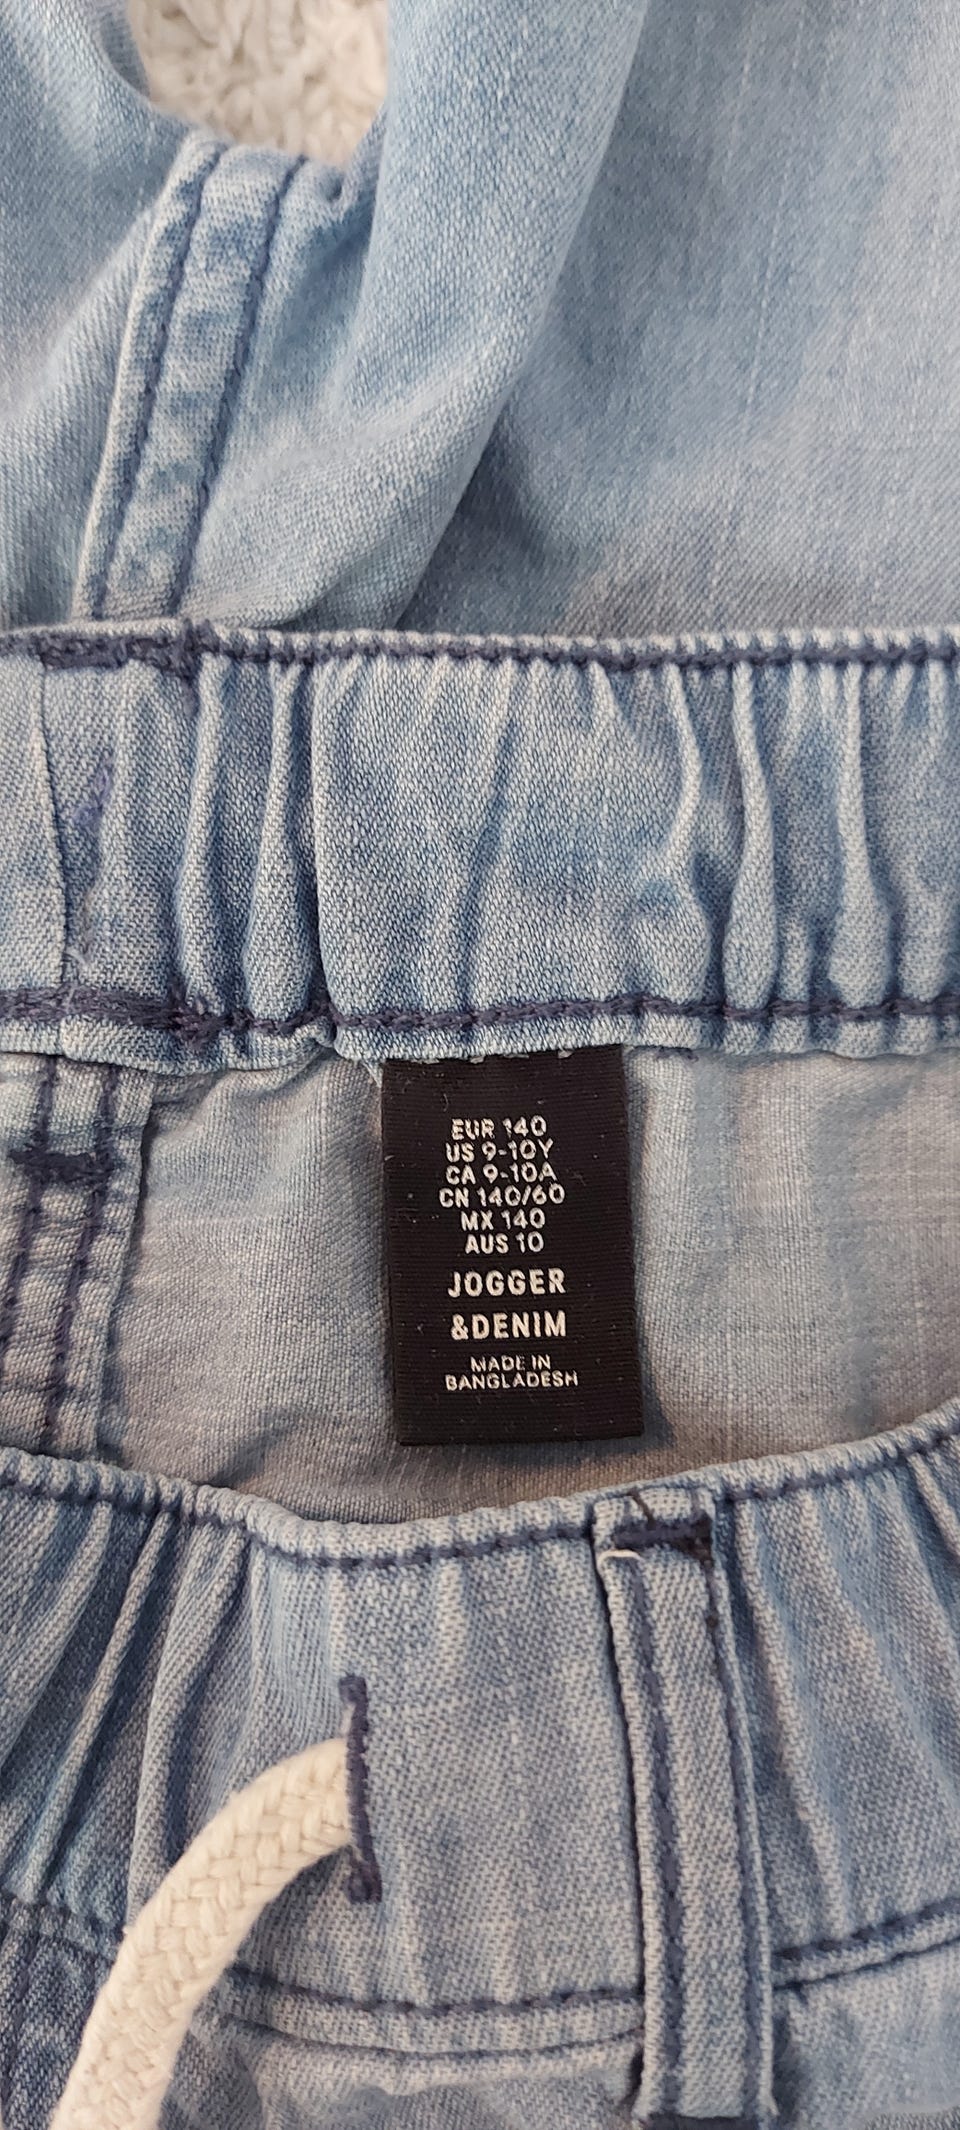 EUR 140
US 9-10Y
CA 9-10A
CN 140/60
MX 140
AUS 10
JOGGER
&DENIM
MADE IN
BANGLADESH